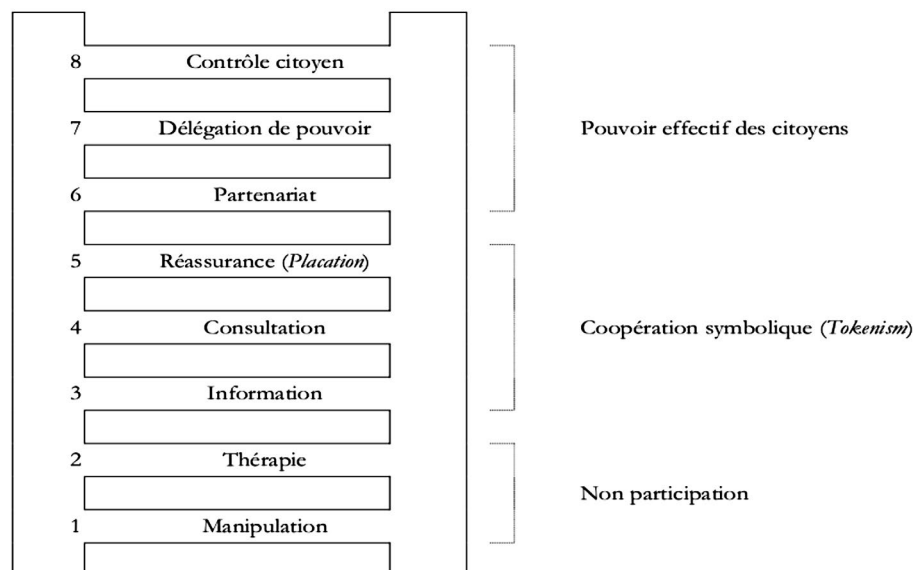 8 Contrôle citoyen
7 Délégation de pouvoir
Pouvoir effectif des citoyens
6 Partenariat
5 Réassurance (Placation)
4 Consultation
Coopération symbolique (Tokenism)
3 Information
2 Thérapie
Non participation
1 Manipulation